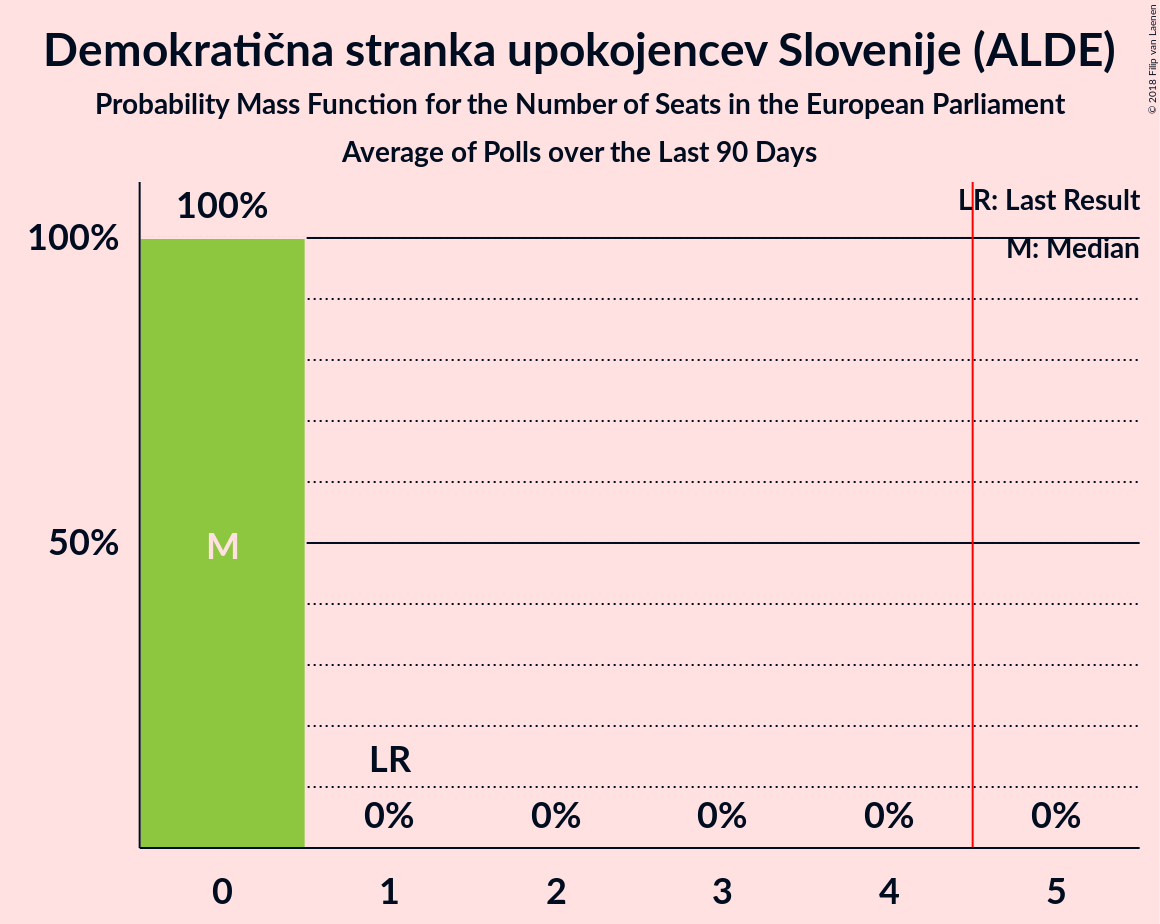 Demokratična stranka upokojencev Slovenije (ALDE)
Probability Mass Function for the Number of Seats in the European Parliament
Average of Polls over the Last 90 Days
© 2018 Filip van Laenen
LR: Last Result
M: Median
100%
100%
50%
M
LR
0%
0%
0%
0%
0%
0
1
2
3
4
5